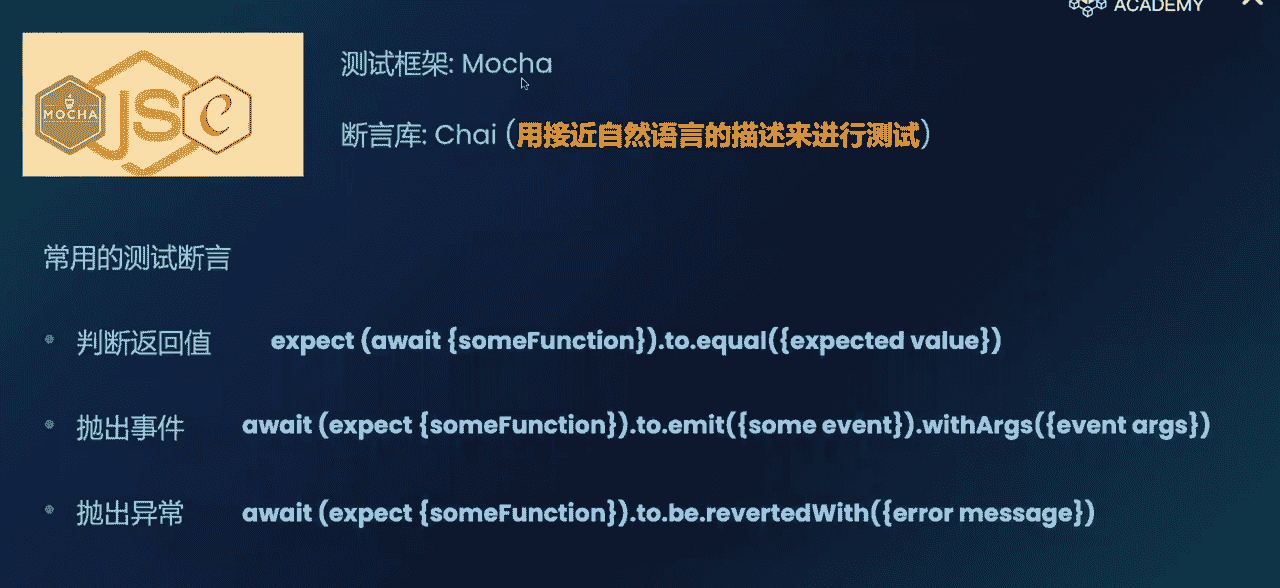 ACADEMY
MOCHA
JS
C
测试框架: Mocha
断言库: Chai (用接近自然语言的描述来进行测试)
常用的测试断言
判断返回值 expect (await {someFunction}).to.equal({expected value})
抛出事件 await (expect {someFunction}).to.emit({some event}).withArgs({event args})
抛出异常 await (expect {someFunction}).to.be.revertedWith({error message})